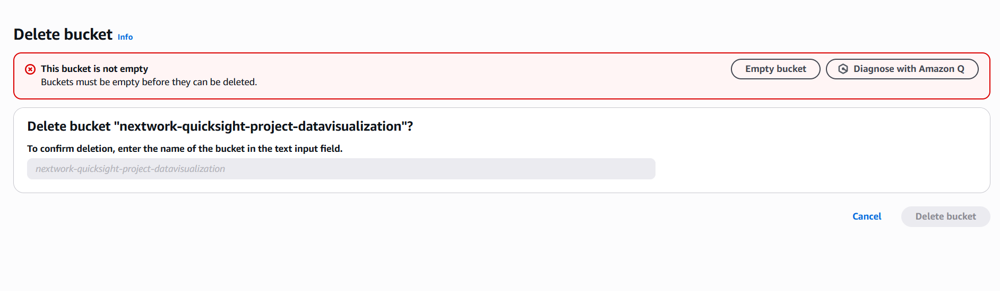 Delete bucket Info
This bucket is not empty
Buckets must be empty before they can be deleted.
Empty bucket
Diagnose with Amazon Q
Delete bucket "nextwork-quicksight-project-datavisualization"?
To confirm deletion, enter the name of the bucket in the text input field.
nextwork-quicksight-project-datavisualization
Cancel
Delete bucket